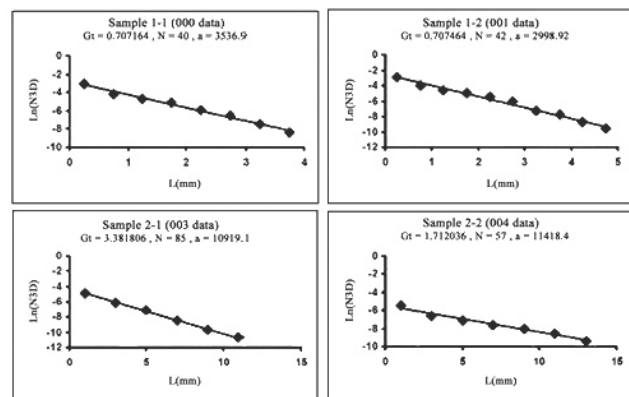 Sample 1-1 (000 data)
Gt = 0.707164 , N = 40 , a = 3536.9
Ln(N3D)
0
-2
-4
-6
-8
-10
0 1 2 3 4
L(mm)
Sample 1-2 (001 data)
Gt = 0.707464 , N = 42 , a = 2998.92
Ln(N3D)
0
-2
-4
-6
-8
-10
-12
0 1 2 3 4 5
L(mm)
Sample 2-1 (003 data)
Gt = 3.381806 , N = 85 , a = 10919.1
Ln(N3D)
0
-2
-4
-6
-8
-10
-12
0 5 10 15
L(mm)
Sample 2-2 (004 data)
Gt = 1.712036 , N = 57 , a = 11418.4
Ln(N3D)
0
-2
-4
-6
-8
-10
0 5 10 15
L(mm)